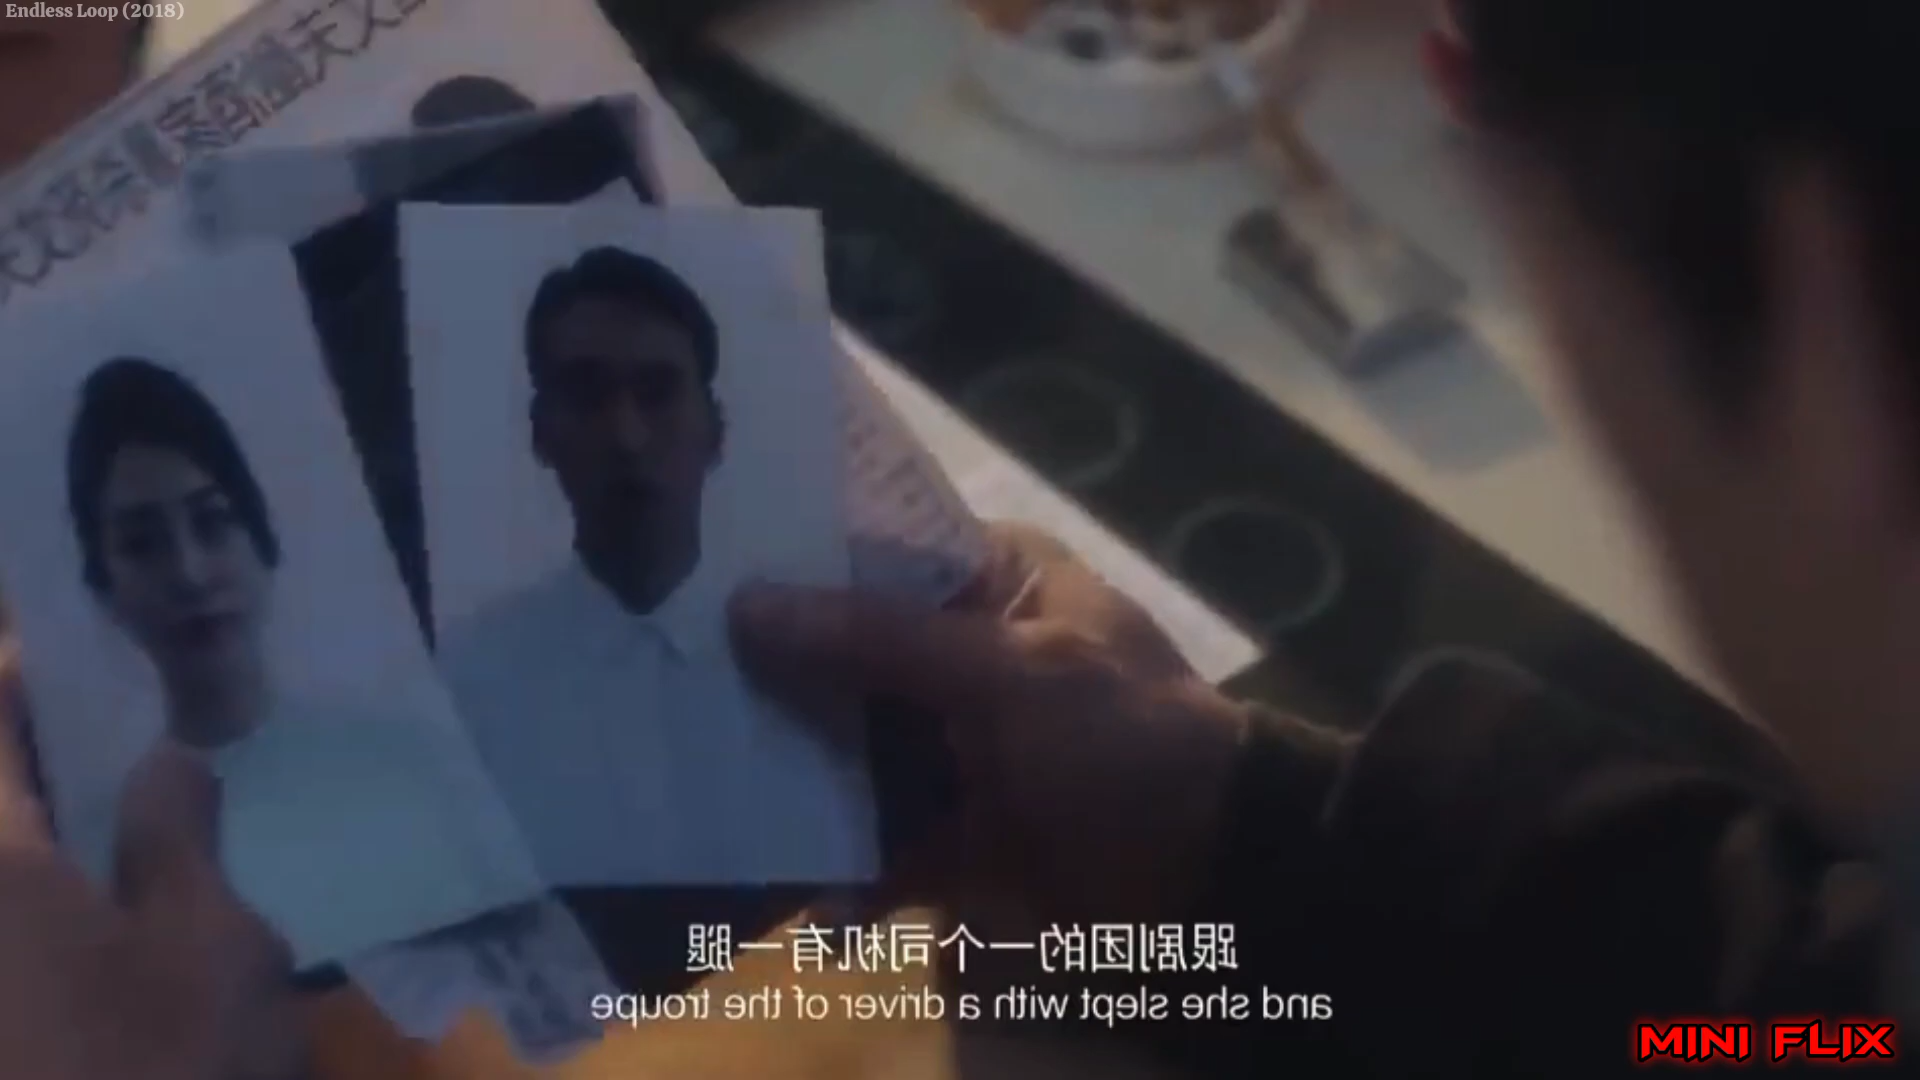 Endless Loop (2018)
跟剧团的一个司机有一腿
and she slept with a driver of the troupe
MINI FLIX